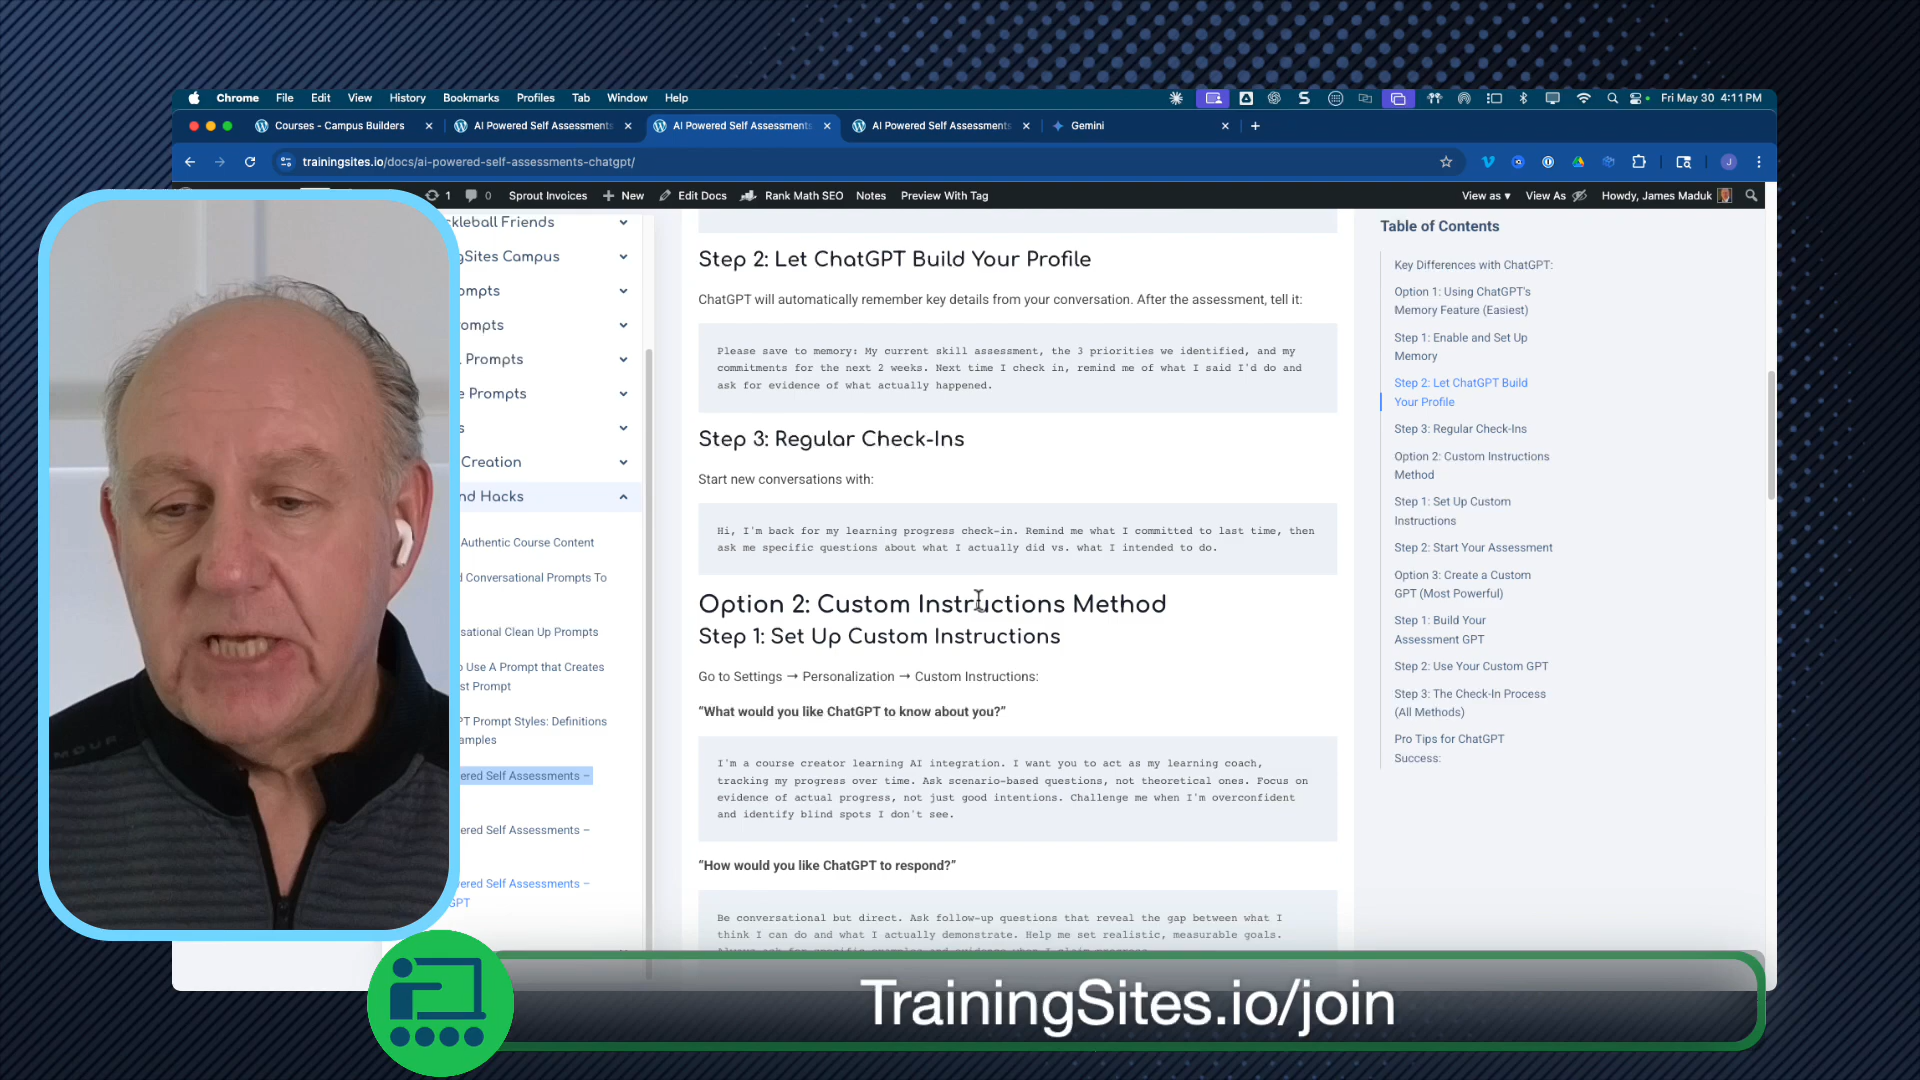 Chrome File Edit View History Bookmarks Profiles Tab Window Help Fri May 30 4:11 PM
Courses - Campus Builders AI Powered Self Assessments AI Powered Self Assessments AI Powered Self Assessments Gemini
trainingsites.io/docs/ai-powered-self-assessments-chatgpt/
1 0 Sprout Invoices New Edit Docs Rank Math SEO Notes Preview With Tag View as View As Howdy, James Maduk
ckleball Friends
gSites Campus
ompts
ompts
Prompts
e Prompts
s
Creation
nd Hacks
Authentic Course Content
d Conversational Prompts To
sational Clean Up Prompts
o Use A Prompt that Creates
st Prompt
PT Prompt Styles: Definitions
amples
ered Self Assessments –
ered Self Assessments –
ered Self Assessments –
GPT
Step 2: Let ChatGPT Build Your Profile
ChatGPT will automatically remember key details from your conversation. After the assessment, tell it:
Please save to memory: My current skill assessment, the 3 priorities we identified, and my
commitments for the next 2 weeks. Next time I check in, remind me of what I said I'd do and
ask for evidence of what actually happened.
Step 3: Regular Check-Ins
Start new conversations with:
Hi, I'm back for my learning progress check-in. Remind me what I committed to last time, then
ask me specific questions about what I actually did vs. what I intended to do.
Option 2: Custom Instructions Method
Step 1: Set Up Custom Instructions
Go to Settings → Personalization → Custom Instructions:
“What would you like ChatGPT to know about you?”
I'm a course creator learning AI integration. I want you to act as my learning coach,
tracking my progress over time. Ask scenario-based questions, not theoretical ones. Focus on
evidence of actual progress, not just good intentions. Challenge me when I'm overconfident
and identify blind spots I don't see.
“How would you like ChatGPT to respond?”
Be conversational but direct. Ask follow-up questions that reveal the gap between what I
think I can do and what I actually demonstrate. Help me set realistic, measurable goals.
Table of Contents
Key Differences with ChatGPT:
Option 1: Using ChatGPT's
Memory Feature (Easiest)
Step 1: Enable and Set Up
Memory
Step 2: Let ChatGPT Build
Your Profile
Step 3: Regular Check-Ins
Option 2: Custom Instructions
Method
Step 1: Set Up Custom
Instructions
Step 2: Start Your Assessment
Option 3: Create a Custom
GPT (Most Powerful)
Step 1: Build Your
Assessment GPT
Step 2: Use Your Custom GPT
Step 3: The Check-In Process
(All Methods)
Pro Tips for ChatGPT
Success:
TrainingSites.io/join